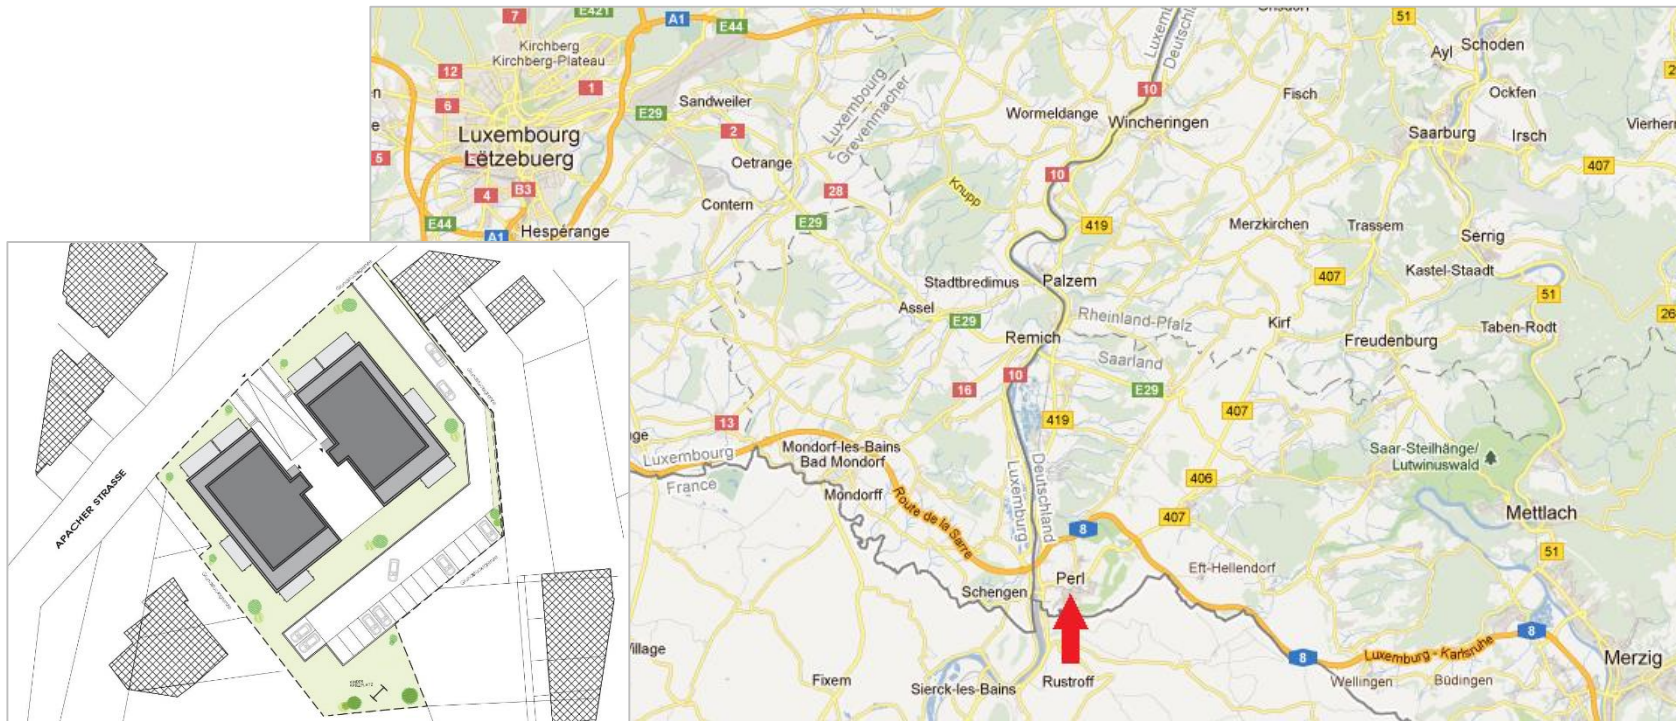 7
E421
A1
E44
Kirchberg
Kirchberg-Plateau
12
1
6
E29
Sandweiler
2
Luxembourg
Lëtzebuerg
5
4
B3
E44
A1
Hespérange
Oetrange
28
Contern
E29
Luxembourg
Grevenmacher
Knupp
Wormeldange
10
Wincheringen
10
419
Fisch
51
Ayl
Schoden
Ockfen
Saarburg
Irsch
407
Merzkirchen
Trassem
Serrig
407
Kastel-Staadt
51
Stadtbredimus
Palzem
Assel
E29
Remich
Rheinland-Pfalz
Saarland
Kirf
Freudenburg
Taben-Rodt
10
16
E29
419
407
13
Luxembourg
France
Mondorf-les-Bains
Bad Mondorf
Mondorff
Route de la Sarre
Luxemburg
Deutschland
8
406
407
Saar-Steilhänge/
Lutwinuswald
Mettlach
51
Schengen
Perl
Eft-Hellendorf
8
8
Luxemburg - Karlsruhe
Merzig
Wellingen
Büdingen
Fixem
Sierck-les-Bains
Rustroff
APACHER STRASSE